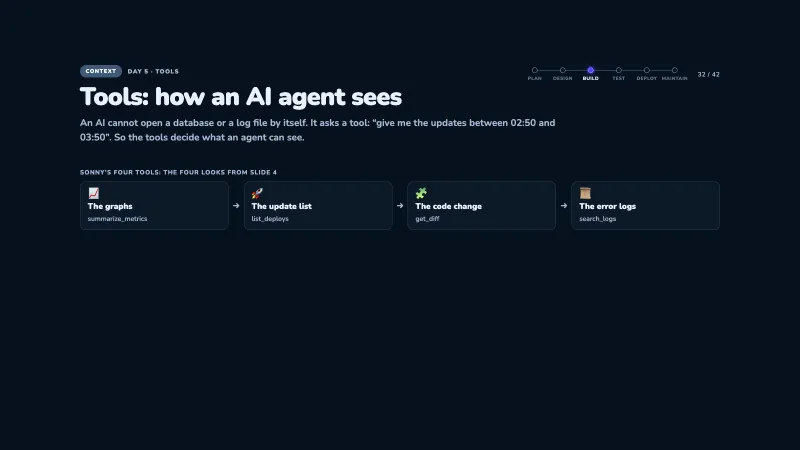 CONTEXT DAY 5 · TOOLS
PLAN DESIGN BUILD TEST DEPLOY MAINTAIN
32 / 42
Tools: how an AI agent sees
An AI cannot open a database or a log file by itself. It asks a tool: “give me the updates between 02:50 and
03:50”. So the tools decide what an agent can see.
SONNY'S FOUR TOOLS: THE FOUR LOOKS FROM SLIDE 4
The graphs
summarize_metrics
→
The update list
list_deploys
→
The code change
get_diff
→
The error logs
search_logs